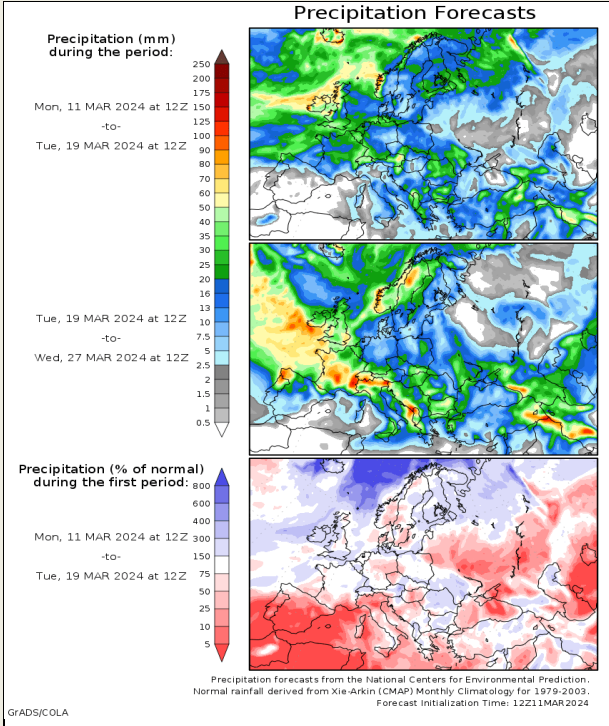 Precipitation Forecasts
Precipitation (mm)
during the period:
Mon, 11 MAR 2024 at 12Z
-to-
Tue, 19 MAR 2024 at 12Z
250
200
175
150
125
100
90
80
70
60
50
40
35
30
25
20
16
13
10
7.5
5
2.5
2
1.5
1
0.5
Tue, 19 MAR 2024 at 12Z
-to-
Wed, 27 MAR 2024 at 12Z
Precipitation (% of normal)
during the first period:
Mon, 11 MAR 2024 at 12Z
-to-
Tue, 19 MAR 2024 at 12Z
800
600
400
300
150
75
50
25
10
5
Precipitation forecasts from the National Centers for Environmental Prediction.
Normal rainfall derived from Xie-Arkin (CMAP) Monthly Climatology for 1979-2003.
Forecast Initialization Time: 12Z11MAR2024
GrADS/COLA